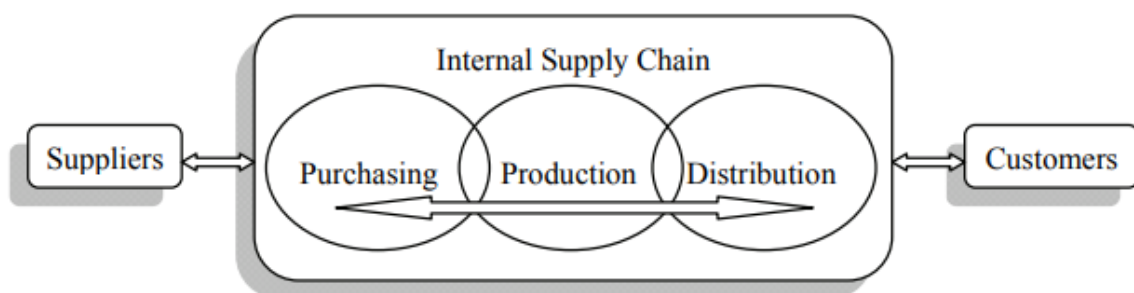 Internal Supply Chain
Suppliers
Purchasing
Production
Distribution
Customers